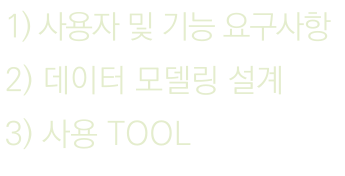 1) 사용자 및 기능 요구사항
2) 데이터 모델링 설계
3) 사용 TOOL